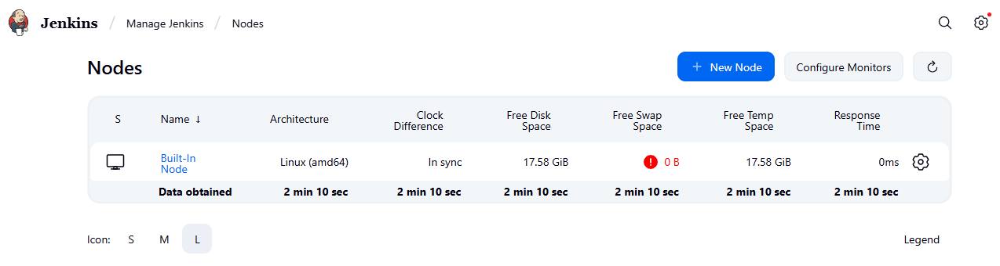 Jenkins / Manage Jenkins / Nodes
Nodes
+ New Node
Configure Monitors
S Name ↓ Architecture Clock Difference Free Disk Space Free Swap Space Free Temp Space Response Time
Built-In Node Linux (amd64) In sync 17.58 GiB 0 B 17.58 GiB 0ms
Data obtained 2 min 10 sec 2 min 10 sec 2 min 10 sec 2 min 10 sec 2 min 10 sec 2 min 10 sec
Icon: S M L Legend